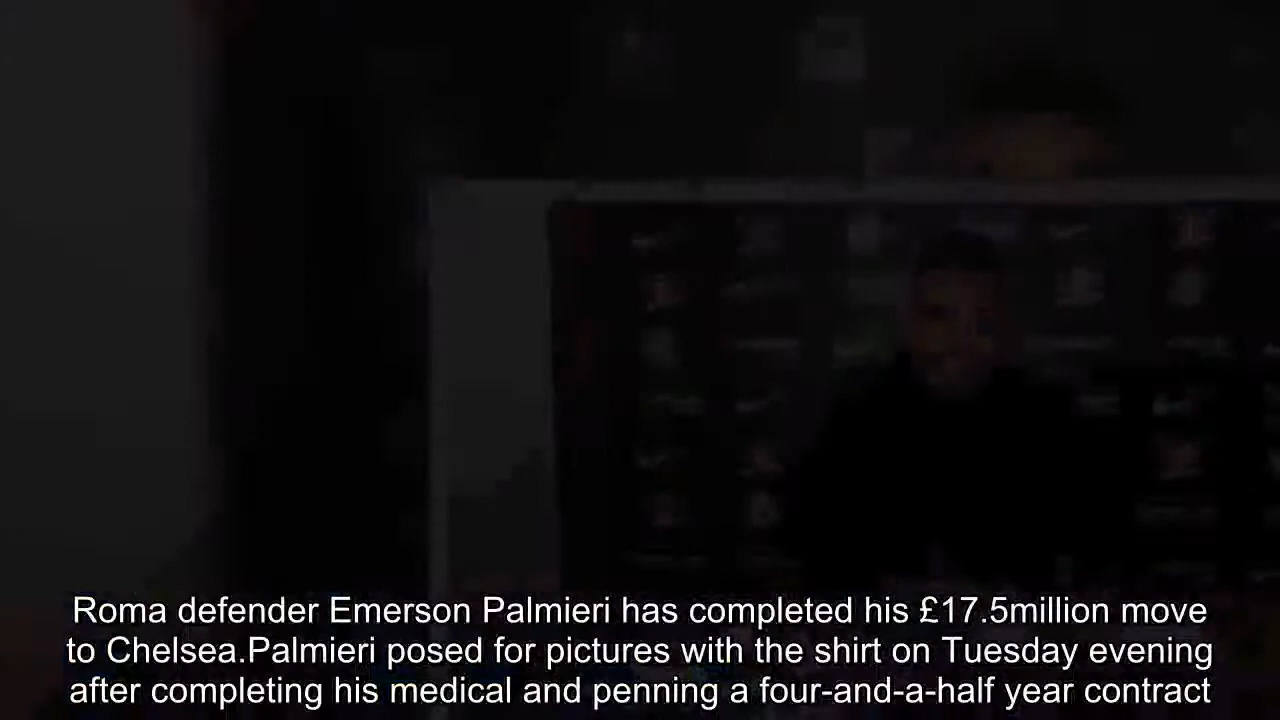 Roma defender Emerson Palmieri has completed his £17.5million move
to Chelsea.Palmieri posed for pictures with the shirt on Tuesday evening
after completing his medical and penning a four-and-a-half year contract